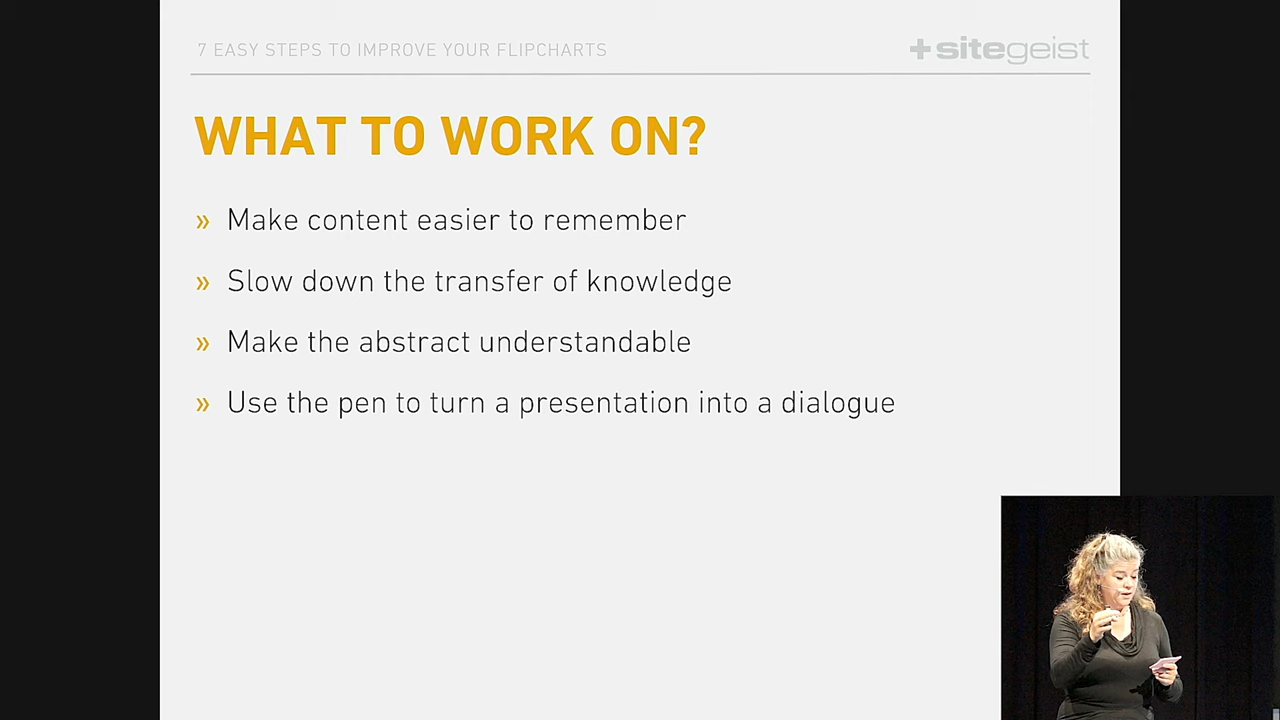 7 EASY STEPS TO IMPROVE YOUR FLIPCHARTS
+sitegeist
WHAT TO WORK ON?
» Make content easier to remember
» Slow down the transfer of knowledge
» Make the abstract understandable
» Use the pen to turn a presentation into a dialogue